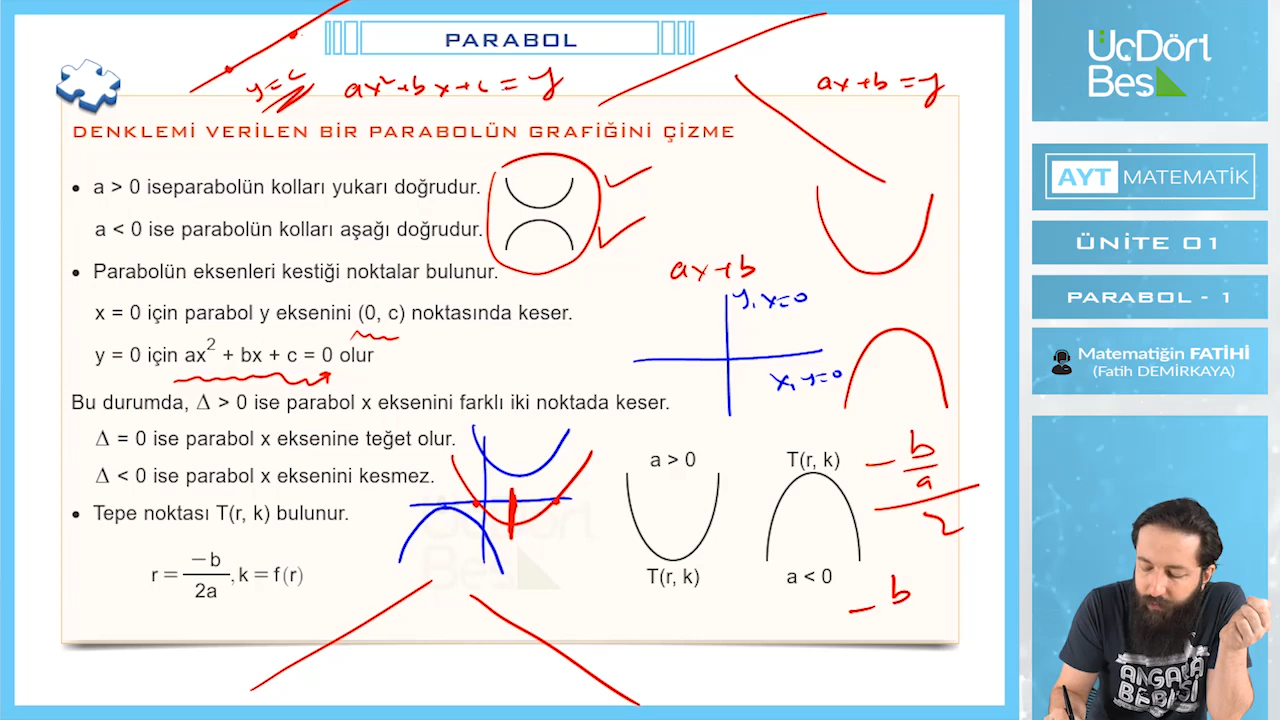 PARABOL
ÜçDört
Beş
y=c
ax²+bx+c=y
ax+b=y
DENKLEMİ VERİLEN BİR PARABOLÜN GRAFİĞİNİ ÇİZME
• a > 0 iseparabolün kolları yukarı doğrudur.
a < 0 ise parabolün kolları aşağı doğrudur.
• Parabolün eksenleri kestiği noktalar bulunur.
x = 0 için parabol y eksenini (0, c) noktasında keser.
y = 0 için ax² + bx + c = 0 olur
Bu durumda, Δ > 0 ise parabol x eksenini farklı iki noktada keser.
Δ = 0 ise parabol x eksenine teğet olur.
Δ < 0 ise parabol x eksenini kesmez.
• Tepe noktası T(r, k) bulunur.
r = −b/2a , k = f(r)
ax+b
y, x=0
x, y=0
a > 0
T(r, k)
T(r, k)
a < 0
−b/a
2
−b
AYT MATEMATİK
ÜNİTE 01
PARABOL - 1
Matematiğin FATİHİ
(Fatih DEMİRKAYA)
ANGARA
BEBESİ